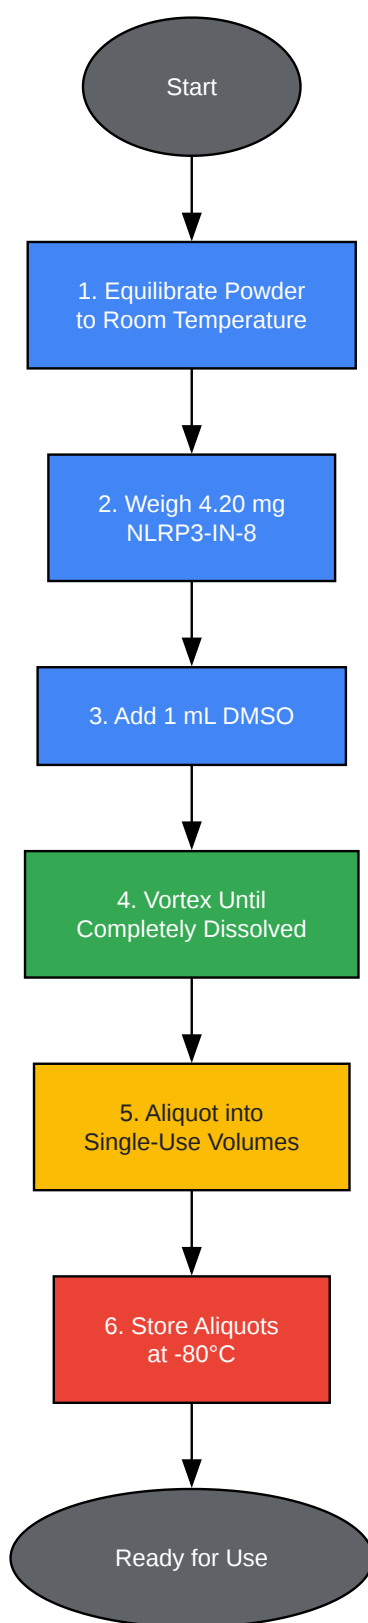 Start
1. Equilibrate Powder
to Room Temperature
2. Weigh 4.20 mg
NLRP3-IN-8
3. Add 1 mL DMSO
4. Vortex Until
Completely Dissolved
5. Aliquot into
Single-Use Volumes
6. Store Aliquots
at -80°C
Ready for Use